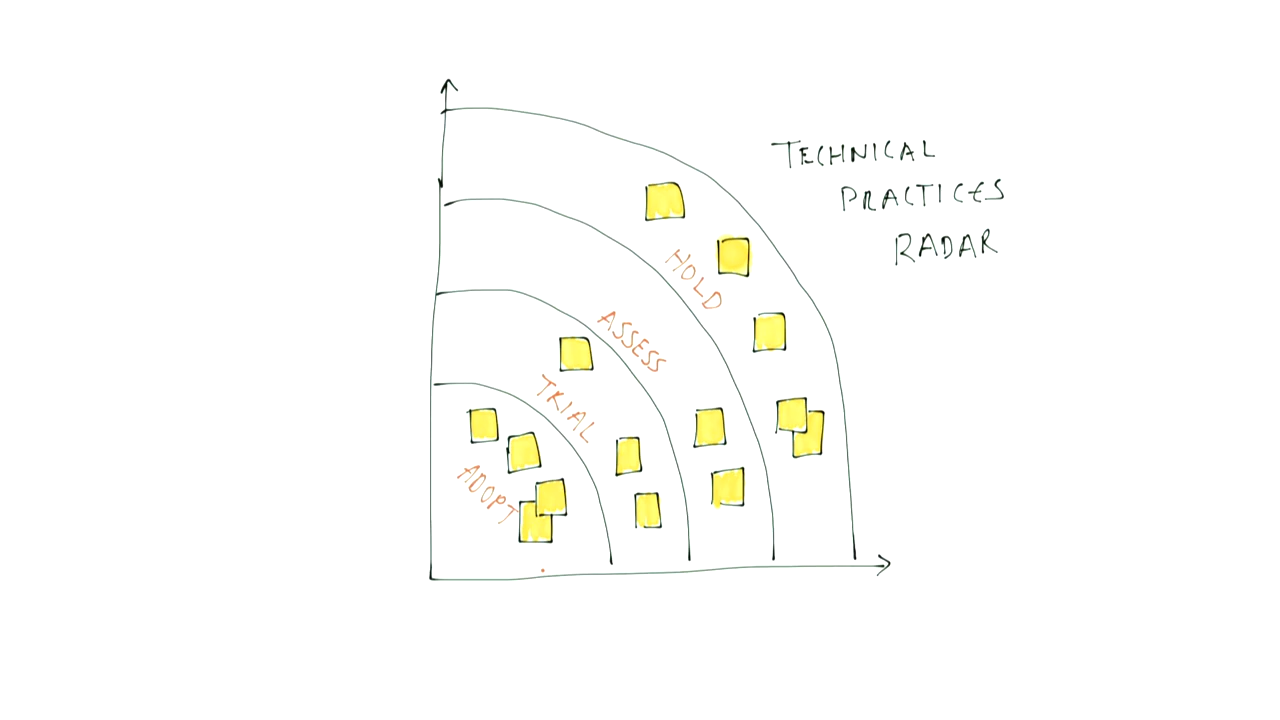 TECHNICAL
PRACTICES
RADAR
HOLD
ASSESS
TRIAL
ADOPT